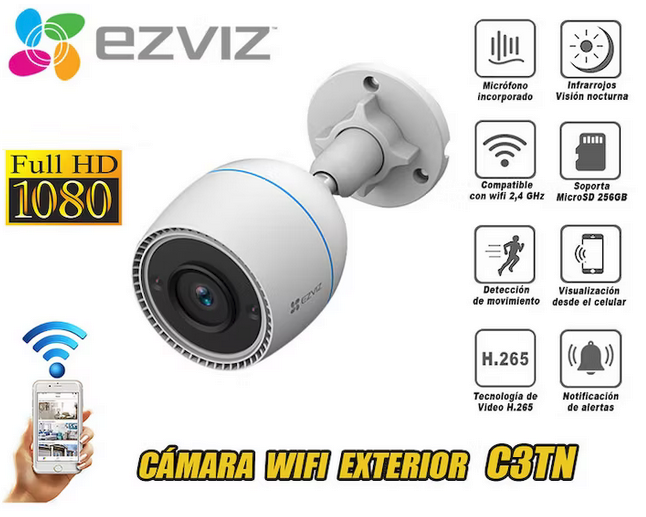 ezviz™
Full HD
1080
EZVIZ
Micrófono
incorporado
Infrarrojos
Visión nocturna
Compatible
con wifi 2,4 GHz
Soporta
MicroSD 256GB
Detección
de movimiento
Visualización
desde el celular
H.265
Tecnología de
Video H.265
Notificación
de alertas
CÁMARA WIFI EXTERIOR C3TN